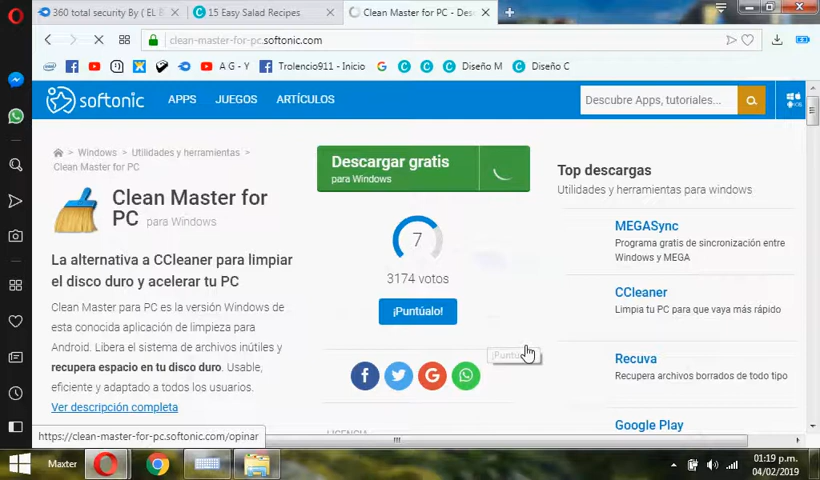 360 total security By ( EL E
15 Easy Salad Recipes
Clean Master for PC - Des
clean-master-for-pc.softonic.com
A G - Y
Trolencio911 - Inicio
Diseño M
Diseño C
softonic
APPS
JUEGOS
ARTÍCULOS
Descubre Apps, tutoriales...
Windows
Utilidades y herramientas
Clean Master for PC
Clean Master for
PC para Windows
La alternativa a CCleaner para limpiar
el disco duro y acelerar tu PC
Clean Master para PC es la versión Windows de
esta conocida aplicación de limpieza para
Android. Libera el sistema de archivos inútiles y
recupera espacio en tu disco duro. Usable,
eficiente y adaptado a todos los usuarios.
Ver descripción completa
Descargar gratis
para Windows
7
3174 votos
¡Puntúalo!
LICENCIA
Top descargas
Utilidades y herramientas para windows
MEGASync
Programa gratis de sincronización entre
Windows y MEGA
CCleaner
Limpia tu PC para que vaya más rápido
Recuva
Recupera archivos borrados de todo tipo
Google Play
https://clean-master-for-pc.softonic.com/opinar
Maxter
01:19 p.m.
04/02/2019